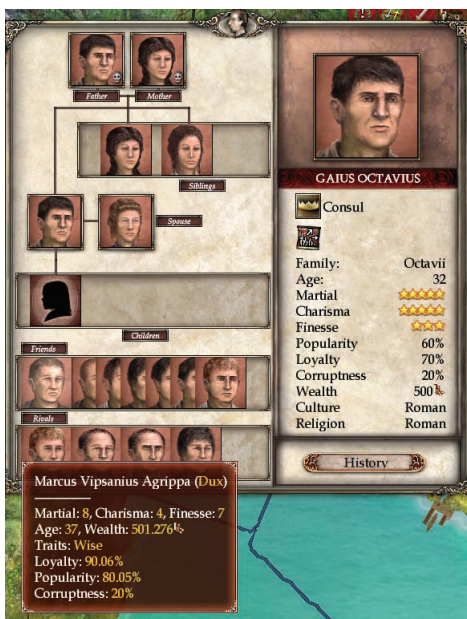 Father
Mother
Siblings
Spouse
Children
Friends
Rivals
GAIUS OCTAVIUS
Consul
Family: Octavii
Age: 32
Martial
Charisma
Finesse
Popularity 60%
Loyalty 70%
Corruptness 20%
Wealth 500
Culture Roman
Religion Roman
History
Marcus Vipsanius Agrippa (Dux)
Martial: 8, Charisma: 4, Finesse: 7
Age: 37, Wealth: 501.276
Traits: Wise
Loyalty: 90.06%
Popularity: 80.05%
Corruptness: 20%